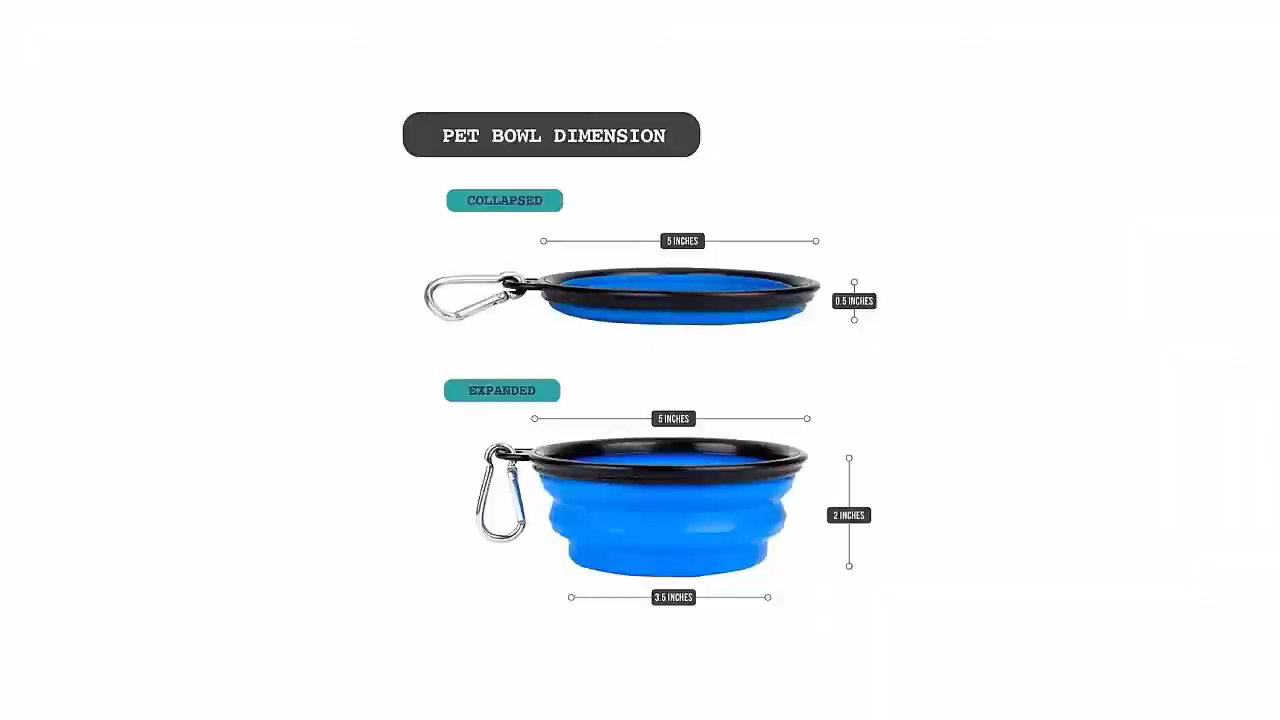 PET BOWL DIMENSION
COLLAPSED
5 INCHES
0.5 INCHES
EXPANDED
5 INCHES
2 INCHES
3.5 INCHES